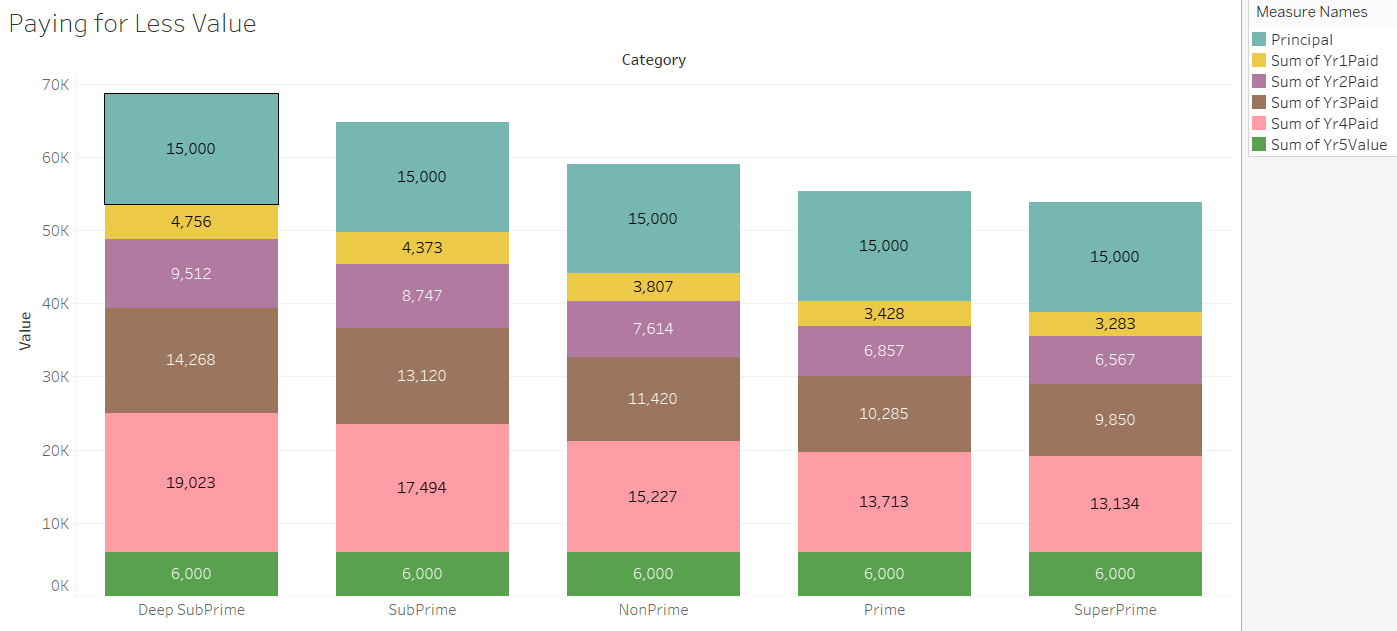 Paying for Less Value
Category
70K
60K
50K
40K
30K
20K
10K
0K
Value
15,000
4,756
9,512
14,268
19,023
6,000
15,000
4,373
8,747
13,120
17,494
6,000
15,000
3,807
7,614
11,420
15,227
6,000
15,000
3,428
6,857
10,285
13,713
6,000
15,000
3,283
6,567
9,850
13,134
6,000
Deep SubPrime
SubPrime
NonPrime
Prime
SuperPrime
Measure Names
Principal
Sum of Yr1Paid
Sum of Yr2Paid
Sum of Yr3Paid
Sum of Yr4Paid
Sum of Yr5Value